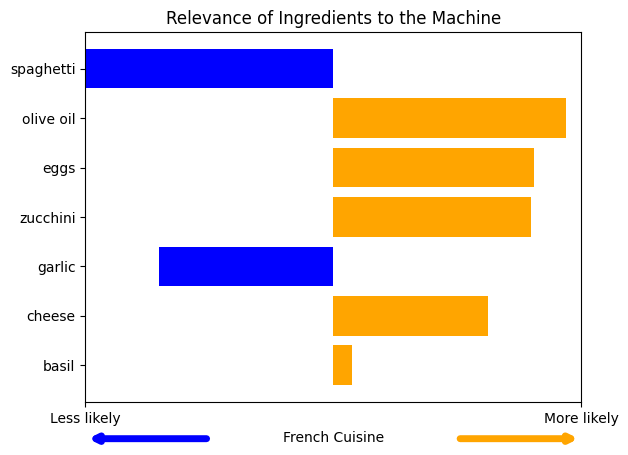 Relevance of Ingredients to the Machine
spaghetti
olive oil
eggs
zucchini
garlic
cheese
basil
Less likely
More likely
French Cuisine